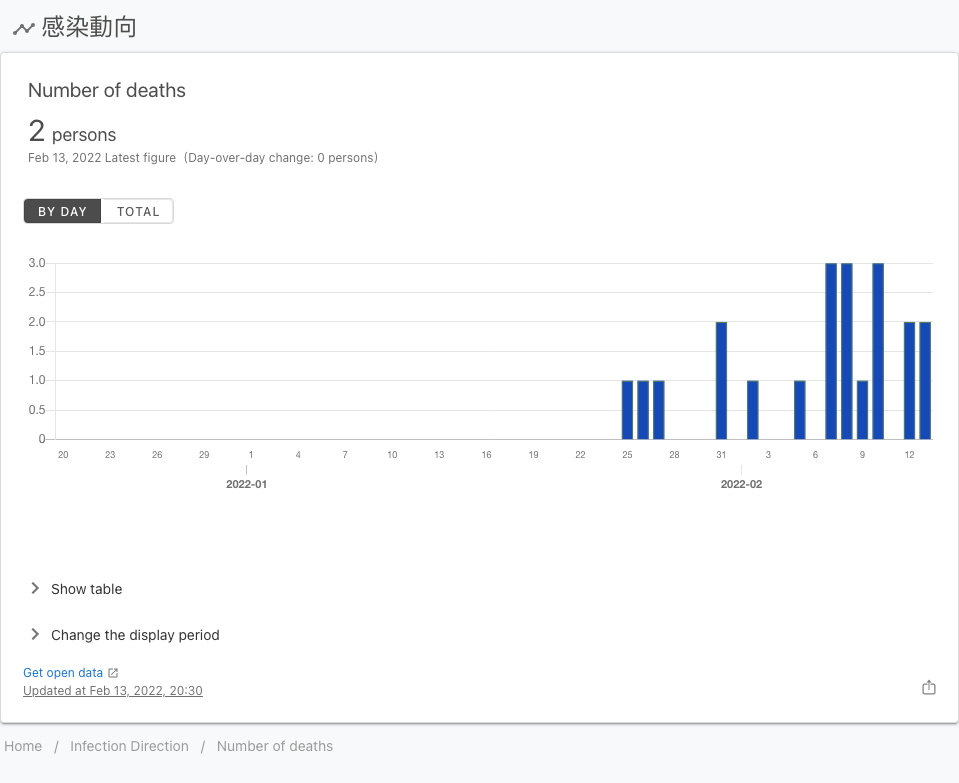 感染動向
Number of deaths
2 persons
Feb 13, 2022 Latest figure (Day-over-day change: 0 persons)
BY DAY TOTAL
3.0
2.5
2.0
1.5
1.0
0.5
0
20 23 26 29 1 4 7 10 13 16 19 22 25 28 31 3 6 9 12
2022-01 2022-02
Show table
Change the display period
Get open data
Updated at Feb 13, 2022, 20:30
Home / Infection Direction / Number of deaths